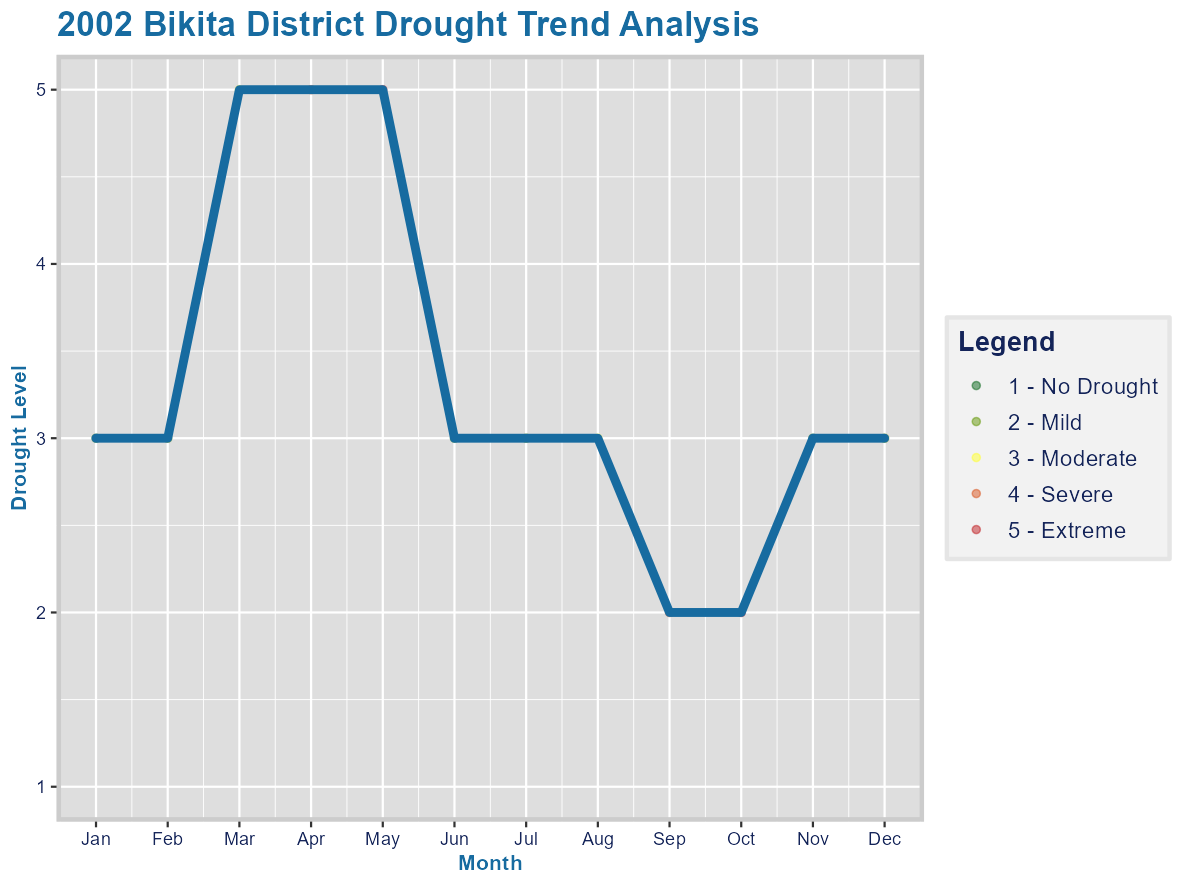 2002 Bikita District Drought Trend Analysis
Drought Level
5
4
3
2
1
Jan Feb Mar Apr May Jun Jul Aug Sep Oct Nov Dec
Month
Legend
1 - No Drought
2 - Mild
3 - Moderate
4 - Severe
5 - Extreme